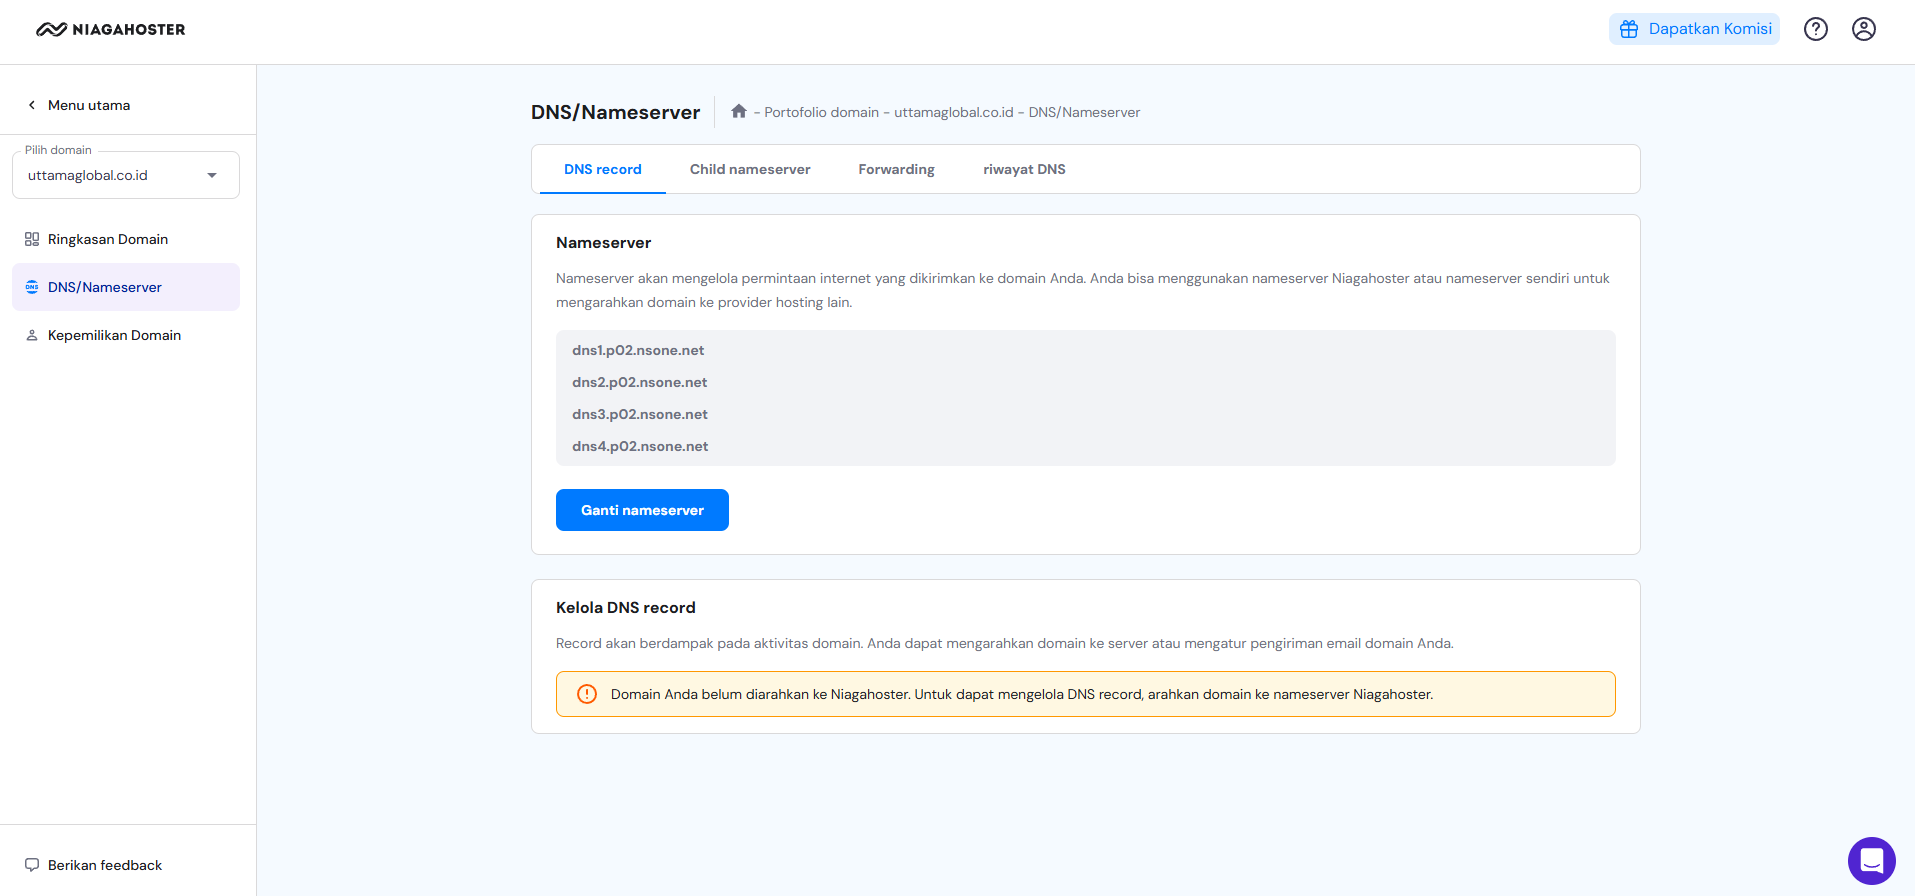 NIAGAHOSTER
Dapatkan Komisi
Menu utama
Pilih domain
uttamaglobal.co.id
Ringkasan Domain
DNS/Nameserver
Kepemilikan Domain
Berikan feedback
DNS/Nameserver
- Portofolio domain - uttamaglobal.co.id - DNS/Nameserver
DNS record Child nameserver Forwarding riwayat DNS
Nameserver
Nameserver akan mengelola permintaan internet yang dikirimkan ke domain Anda. Anda bisa menggunakan nameserver Niagahoster atau nameserver sendiri untuk
mengarahkan domain ke provider hosting lain.
dns1.p02.nsone.net
dns2.p02.nsone.net
dns3.p02.nsone.net
dns4.p02.nsone.net
Ganti nameserver
Kelola DNS record
Record akan berdampak pada aktivitas domain. Anda dapat mengarahkan domain ke server atau mengatur pengiriman email domain Anda.
Domain Anda belum diarahkan ke Niagahoster. Untuk dapat mengelola DNS record, arahkan domain ke nameserver Niagahoster.